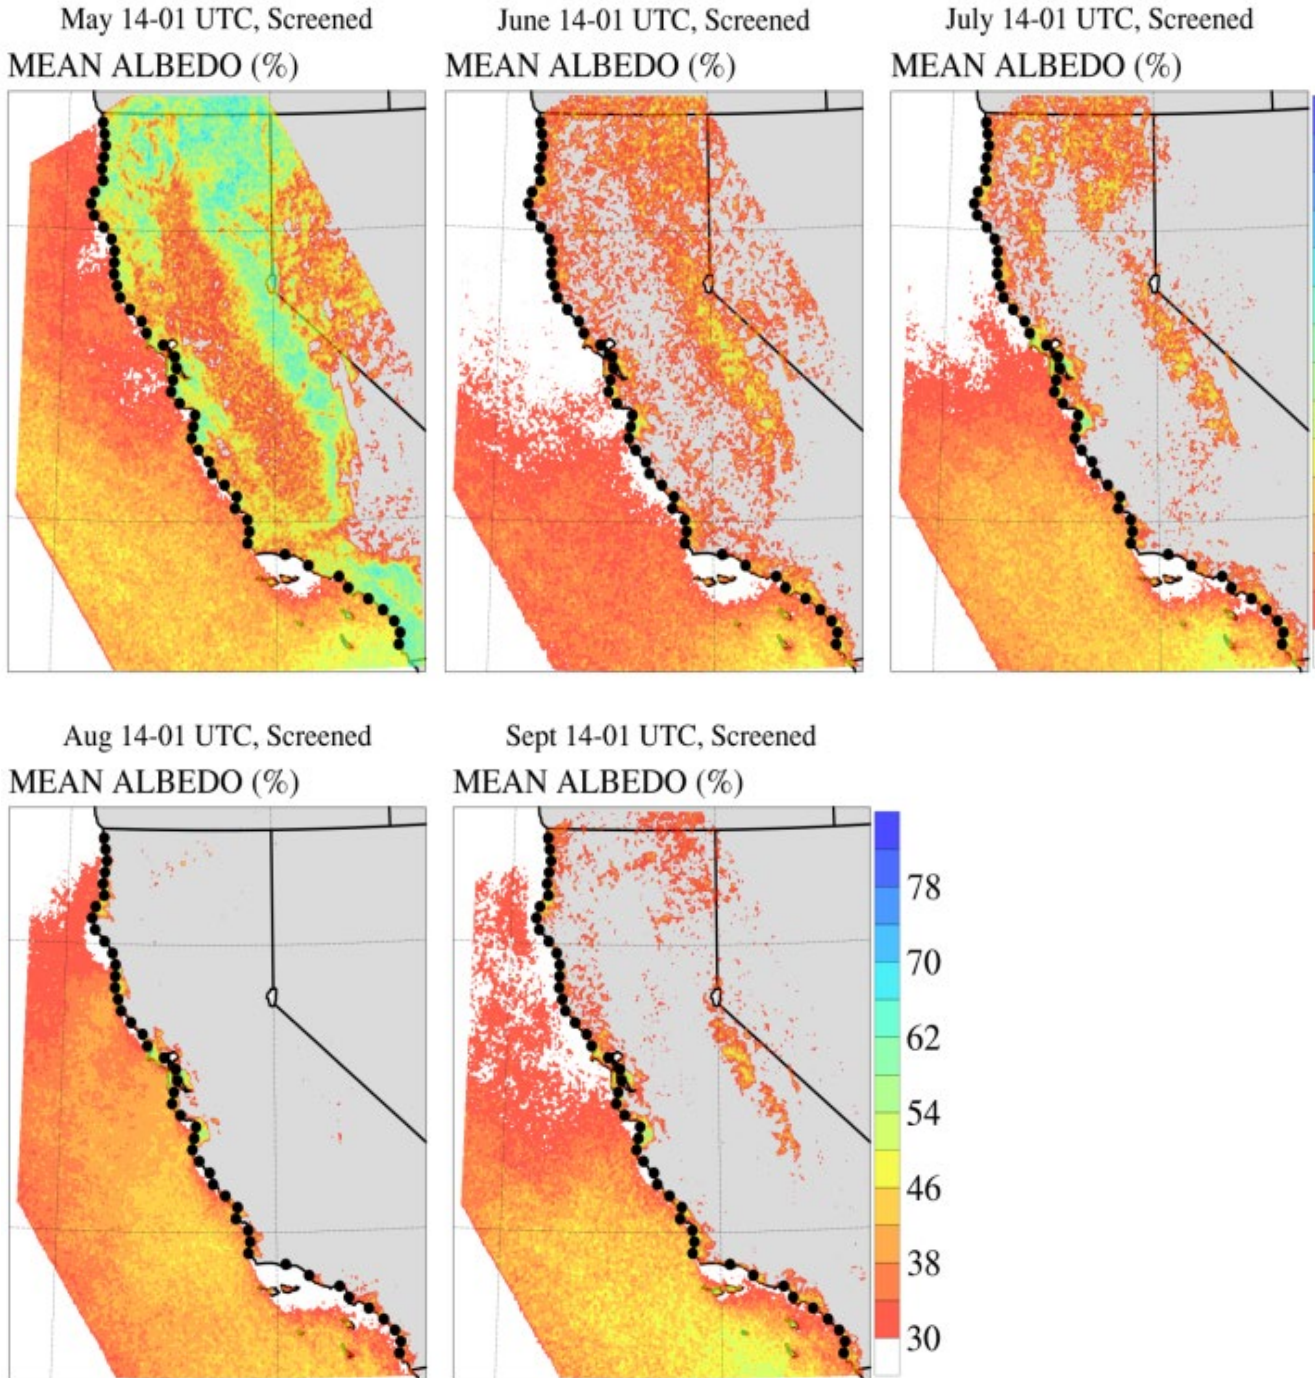 May 14-01 UTC, Screened
MEAN ALBEDO (%)
June 14-01 UTC, Screened
MEAN ALBEDO (%)
July 14-01 UTC, Screened
MEAN ALBEDO (%)
Aug 14-01 UTC, Screened
MEAN ALBEDO (%)
Sept 14-01 UTC, Screened
MEAN ALBEDO (%)
78
70
62
54
46
38
30